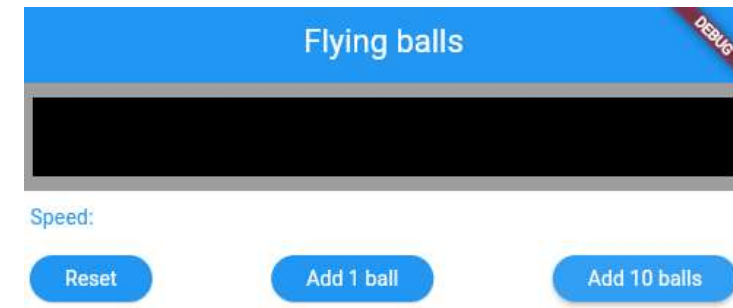 Flying balls
DEBUG
Speed:
Reset
Add 1 ball
Add 10 balls